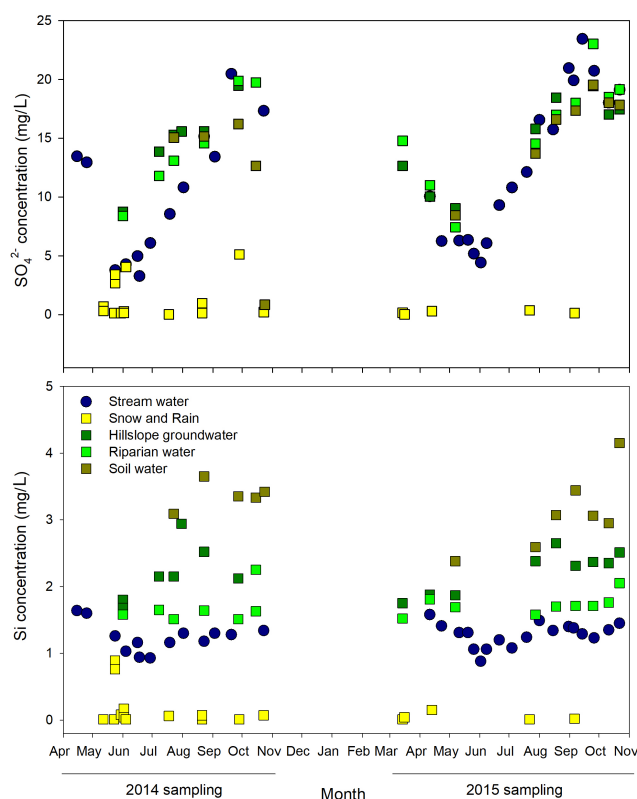 25
20
15
10
5
0
SO₄²⁻ concentration (mg/L)
5
4
3
2
1
0
Si concentration (mg/L)
Stream water
Snow and Rain
Hillslope groundwater
Riparian water
Soil water
Apr May Jun Jul Aug Sep Oct Nov Dec Jan Feb Mar Apr May Jun Jul Aug Sep Oct Nov
2014 sampling Month 2015 sampling